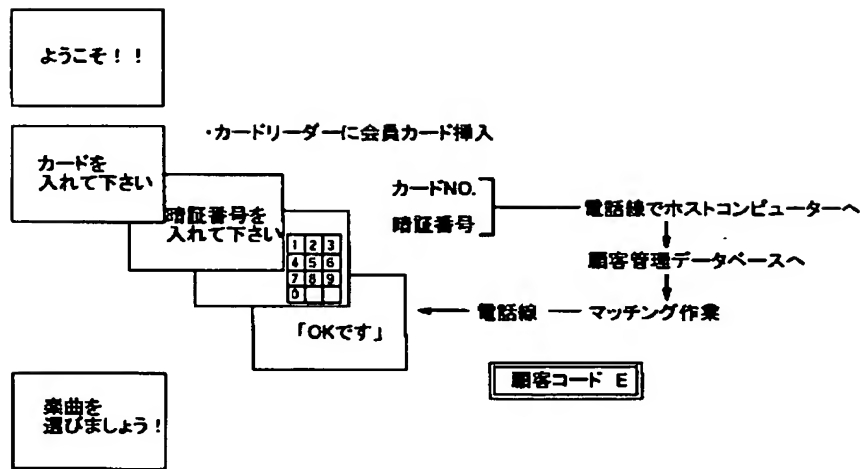 ようこそ！！
・カードリーダーに会員カード挿入
カードを
入れて下さい
暗証番号を
入れて下さい
1 2 3
4 5 6
7 8 9
0
カードNO.
暗証番号
電話線でホストコンピューターへ
顧客管理データベースへ
マッチング作業
電話線
「OKです」
顧客コード E
楽曲を
選びましょう！